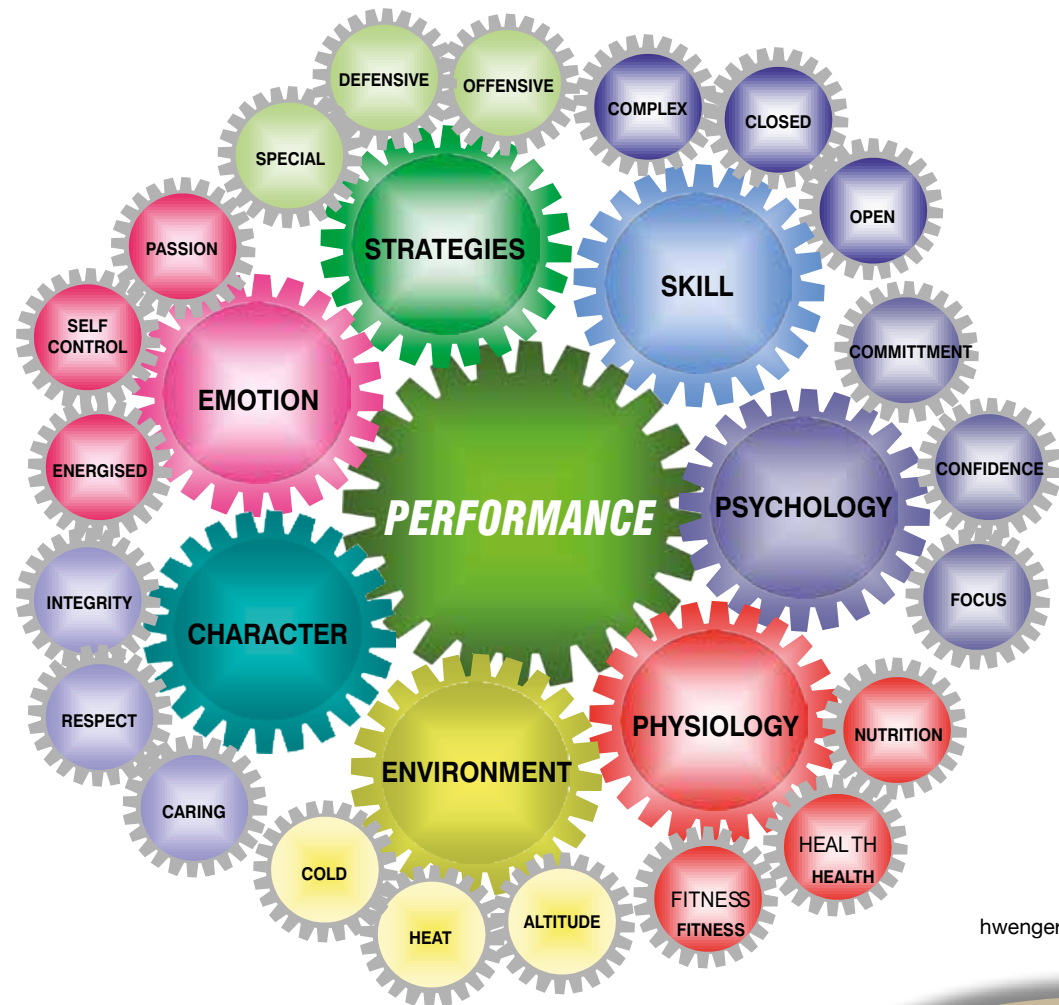 DEFENSIVE
OFFENSIVE
COMPLEX
CLOSED
SPECIAL
OPEN
PASSION
STRATEGIES
SKILL
SELF
CONTROL
COMMITTMENT
EMOTION
ENERGISED
CONFIDENCE
PERFORMANCE
PSYCHOLOGY
INTEGRITY
FOCUS
CHARACTER
RESPECT
PHYSIOLOGY
NUTRITION
ENVIRONMENT
CARING
COLD
HEALTH
HEALTH
HEAT
ALTITUDE
FITNESS
FITNESS
hwenger